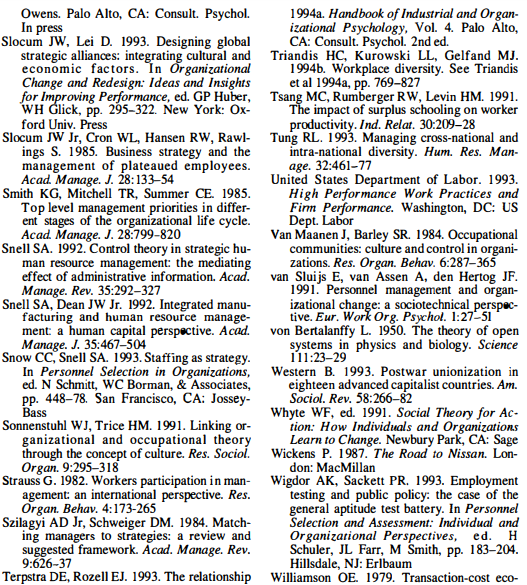 Owens. Palo Alto, CA: Consult. Psychol.
In press
Slocum JW, Lei D. 1993. Designing global
strategic alliances: integrating cultural and
economic factors. In Organizational
Change and Redesign: Ideas and Insights
for Improving Performance, ed. GP Huber,
WH Glick, pp. 295–322. New York: Ox-
ford Univ. Press
Slocum JW Jr, Cron WL, Hansen RW, Rawl-
ings S. 1985. Business strategy and the
management of plateaued employees.
Acad. Manage. J. 28:133–54
Smith KG, Mitchell TR, Summer CE. 1985.
Top level management priorities in differ-
ent stages of the organizational life cycle.
Acad. Manage. J. 28:799–820
Snell SA. 1992. Control theory in strategic hu-
man resource management: the mediating
effect of administrative information. Acad.
Manage. Rev. 35:292–327
Snell SA, Dean JW Jr. 1992. Integrated manu-
facturing and human resource manage-
ment: a human capital perspective. Acad.
Manage. J. 35:467–504
Snow CC, Snell SA. 1993. Staffing as strategy.
In Personnel Selection in Organizations,
ed. N Schmitt, WC Borman, & Associates,
pp. 448–78. San Francisco, CA: Jossey-
Bass
Sonnenstuhl WJ, Trice HM. 1991. Linking or-
ganizational and occupational theory
through the concept of culture. Res. Sociol.
Organ. 9:295–318
Strauss G. 1982. Workers participation in man-
agement: an international perspective. Res.
Organ. Behav. 4:173-265
Szilagyi AD Jr, Schweiger DM. 1984. Match-
ing managers to strategies: a review and
suggested framework. Acad. Manage. Rev.
9:626–37
Terpstra DE, Rozell EJ. 1993. The relationship
1994a. Handbook of Industrial and Organ-
izational Psychology, Vol. 4. Palo Alto,
CA: Consult. Psychol. 2nd ed.
Triandis HC, Kurowski LL, Gelfand MJ.
1994b. Workplace diversity. See Triandis
et al 1994a, pp. 769–827
Tsang MC, Rumberger RW, Levin HM. 1991.
The impact of surplus schooling on worker
productivity. Ind. Relat. 30:209–28
Tung RL. 1993. Managing cross-national and
intra-national diversity. Hum. Res. Man-
age. 32:461-77
United States Department of Labor. 1993.
High Performance Work Practices and
Firm Performance. Washington, DC: US
Dept. Labor
Van Maanen J, Barley SR. 1984. Occupational
communities: culture and control in organi-
zations. Res. Organ. Behav. 6:287–365
van Sluijs E, van Assen A, den Hertog JF.
1991. Personnel management and organ-
izational change: a sociotechnical perspec-
tive. Eur. Work Org. Psychol. 1:27–51
von Bertalanffy L. 1950. The theory of open
systems in physics and biology. Science
111:23–29
Western B. 1993. Postwar unionization in
eighteen advanced capitalist countries. Am.
Sociol. Rev. 58:266–82
Whyte WF, ed. 1991. Social Theory for Ac-
tion: How Individuals and Organizations
Learn to Change. Newbury Park, CA: Sage
Wickens P. 1987. The Road to Nissan. Lon-
don: MacMillan
Wigdor AK, Sackett PR. 1993. Employment
testing and public policy: the case of the
general aptitude test battery. In Personnel
Selection and Assessment: Individual and
Organizational Perspectives, ed. H
Schuler, JL Farr, M Smith, pp. 183–204.
Hillsdale, NJ: Erlbaum
Williamson OE. 1979. Transaction-cost eco-